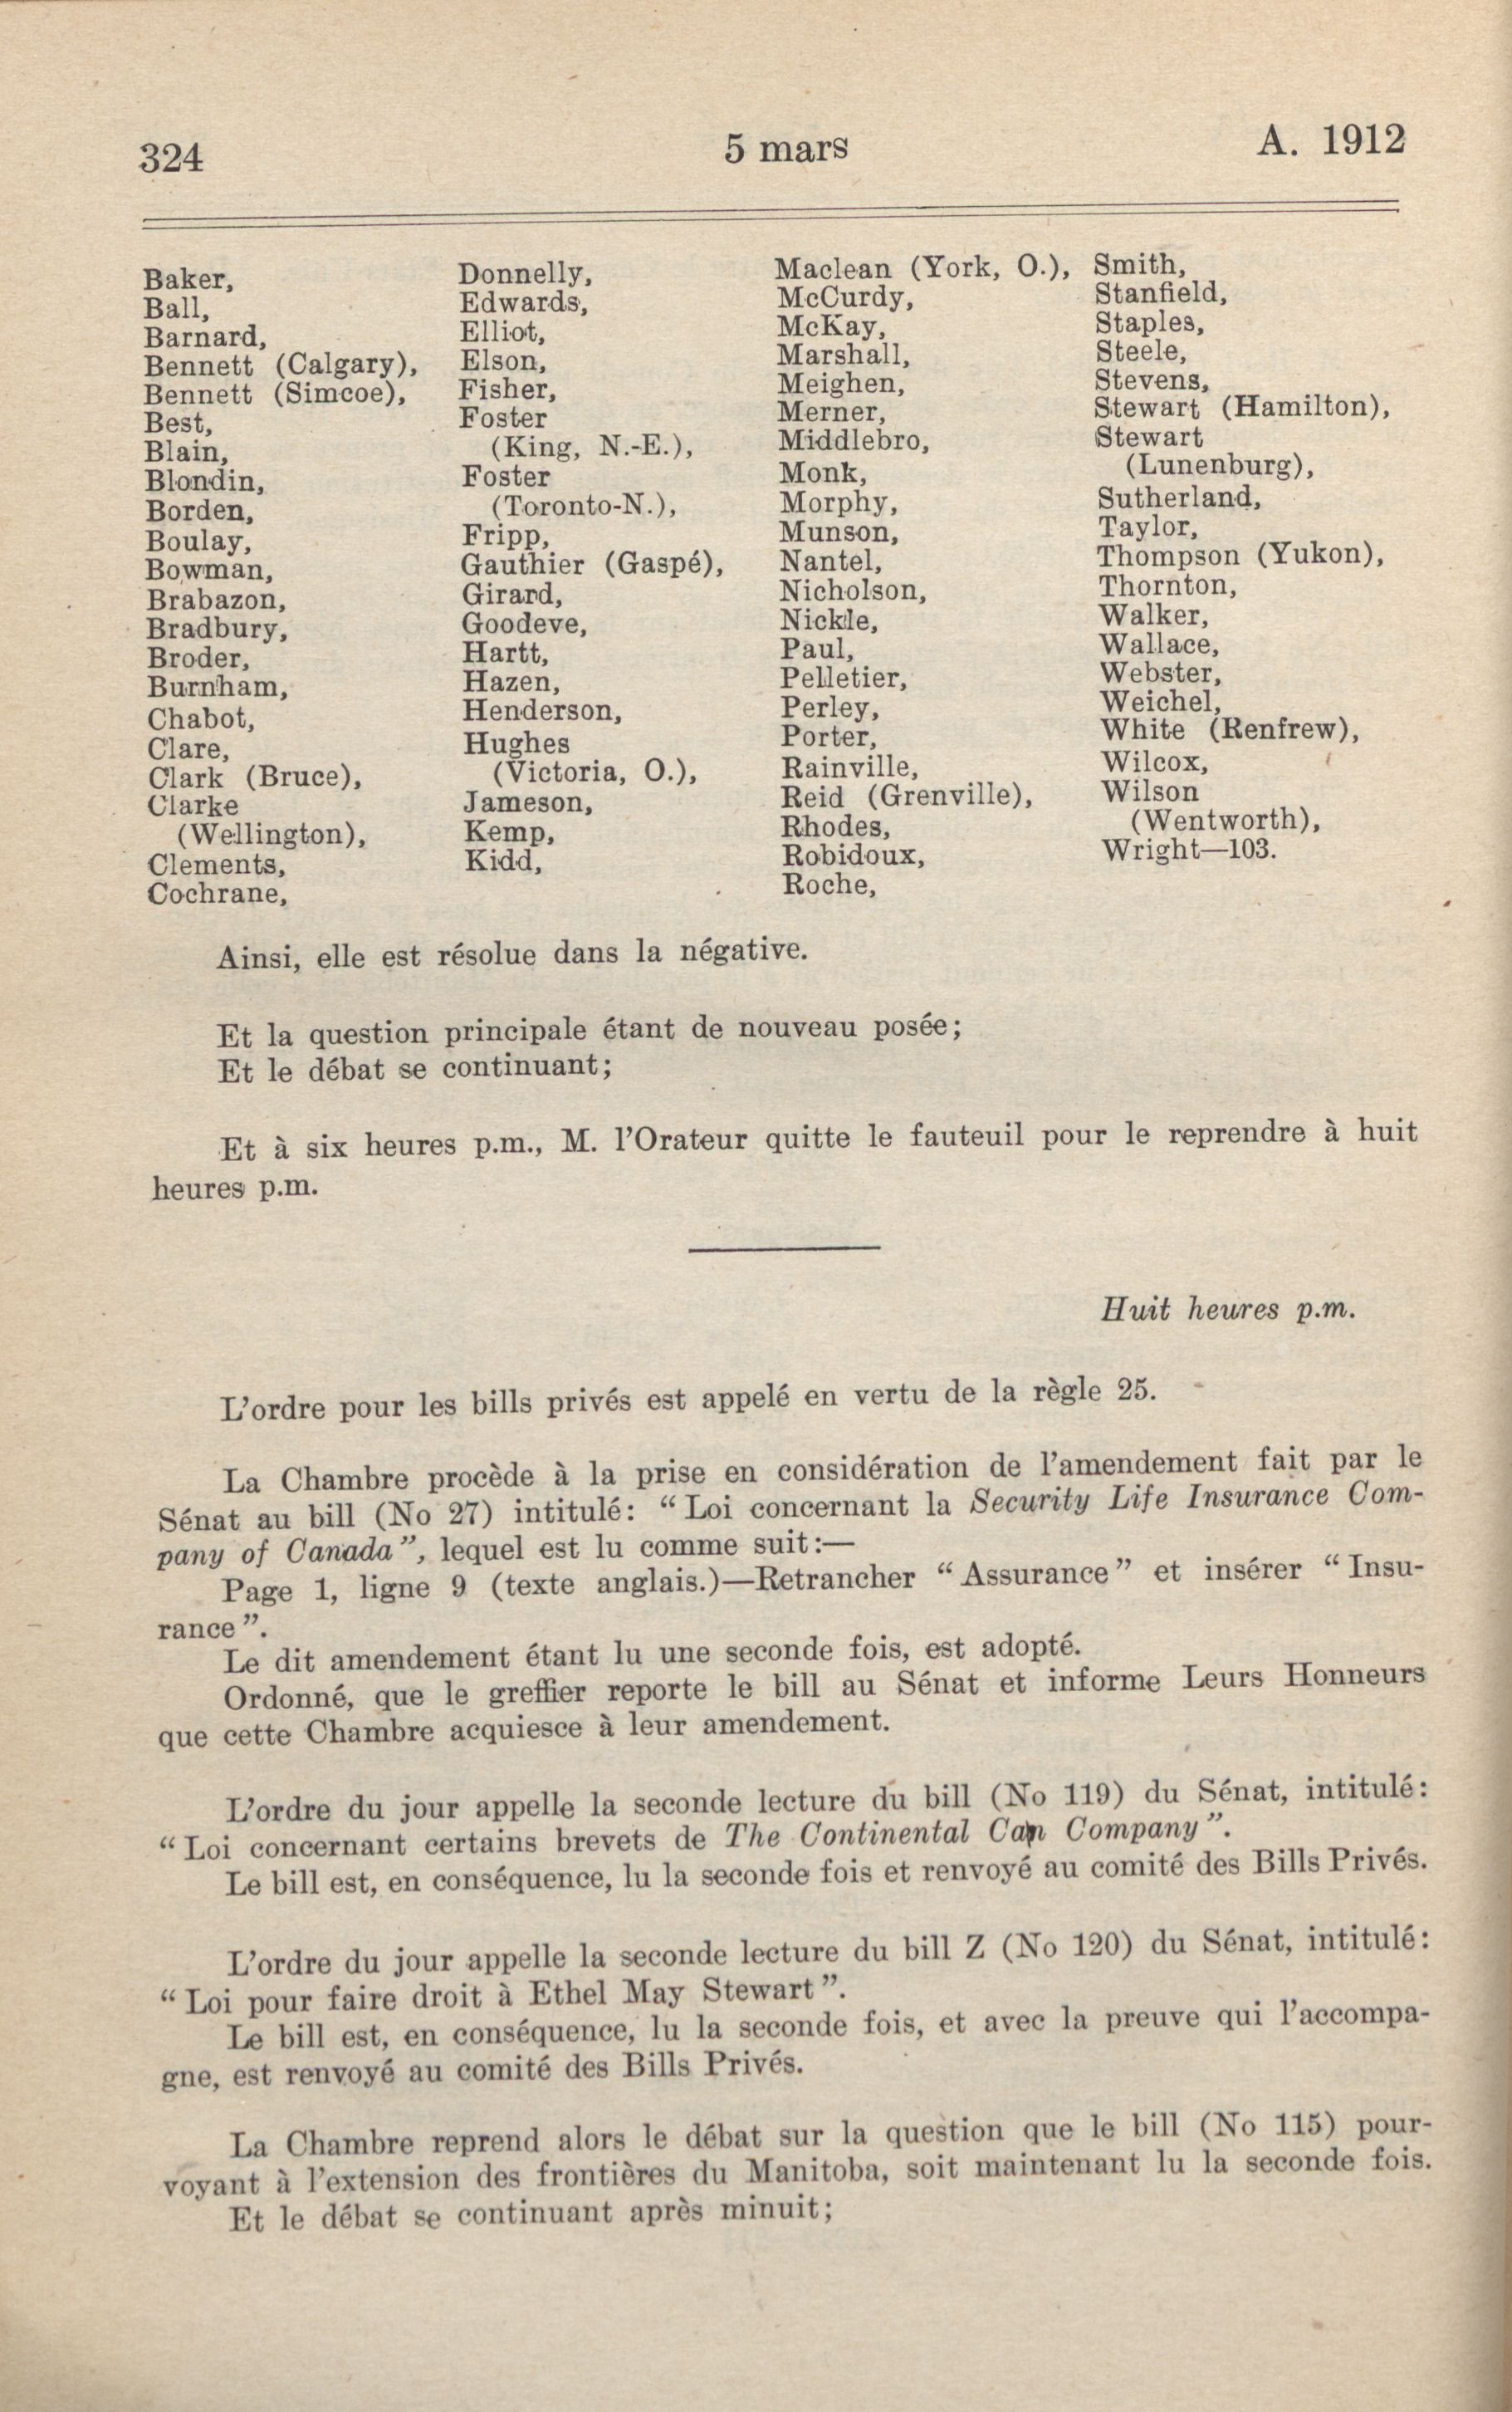 324
5 mars
A. 1912
Baker,
Ball,
Barnard,
Bennett (Calgary),
Bennett (Simcoe),
Best,
Blain,
Blondin,
Borden,
Boulay,
Bowman,
Brabazon,
Bradbury,
Broder,
Burnham,
Chabot,
Clare,
Clark (Bruce),
Clarke
(Wellington),
Clements,
Cochrane,
Donnelly,
Edwards,
Elliot,
Elson,
Fisher,
Foster
(King, N.-E.),
Foster
(Toronto-N.),
Fripp,
Gauthier (Gaspé),
Girard,
Goodeve,
Hartt,
Hazen,
Henderson,
Hughes
(Victoria, O.),
Jameson,
Kemp,
Kidd,
Maclean (York, O.),
McCurdy,
McKay,
Marshall,
Meighen,
Merner,
Middlebro,
Monk,
Morphy,
Munson,
Nantel,
Nicholson,
Nickle,
Paul,
Pelletier,
Perley,
Porter,
Rainville,
Reid (Grenville),
Rhodes,
Robidoux,
Roche,
Smith,
Stanfield,
Staples,
Steele,
Stevens,
Stewart (Hamilton),
Stewart
(Lunenburg),
Sutherland,
Taylor,
Thompson (Yukon),
Thornton,
Walker,
Wallace,
Webster,
Weichel,
White (Renfrew),
Wilcox,
Wilson
(Wentworth),
Wright—103.
Ainsi, elle est résolue dans la négative.
Et la question principale étant de nouveau posée;
Et le débat se continuant;
Et à six heures p.m., M. l'Orateur quitte le fauteuil pour le reprendre à huit
heures p.m.
Huit heures p.m.
L'ordre pour les bills privés est appelé en vertu de la règle 25.
La Chambre procède à la prise en considération de l'amendement fait par le
Sénat au bill (No 27) intitulé: “Loi concernant la Security Life Insurance Com-
pany of Canada”, lequel est lu comme suit:—
Page 1, ligne 9 (texte anglais.)—Retrancher “Assurance” et insérer “Insu-
rance”.
Le dit amendement étant lu une seconde fois, est adopté.
Ordonné, que le greffier reporte le bill au Sénat et informe Leurs Honneurs
que cette Chambre acquiesce à leur amendement.
L'ordre du jour appelle la seconde lecture du bill (No 119) du Sénat, intitulé:
“Loi concernant certains brevets de The Continental Can Company”.
Le bill est, en conséquence, lu la seconde fois et renvoyé au comité des Bills Privés.
L'ordre du jour appelle la seconde lecture du bill Z (No 120) du Sénat, intitulé:
“Loi pour faire droit à Ethel May Stewart”.
Le bill est, en conséquence, lu la seconde fois, et avec la preuve qui l'accompa-
gne, est renvoyé au comité des Bills Privés.
La Chambre reprend alors le débat sur la question que le bill (No 115) pour-
voyant à l'extension des frontières du Manitoba, soit maintenant lu la seconde fois.
Et le débat se continuant après minuit;